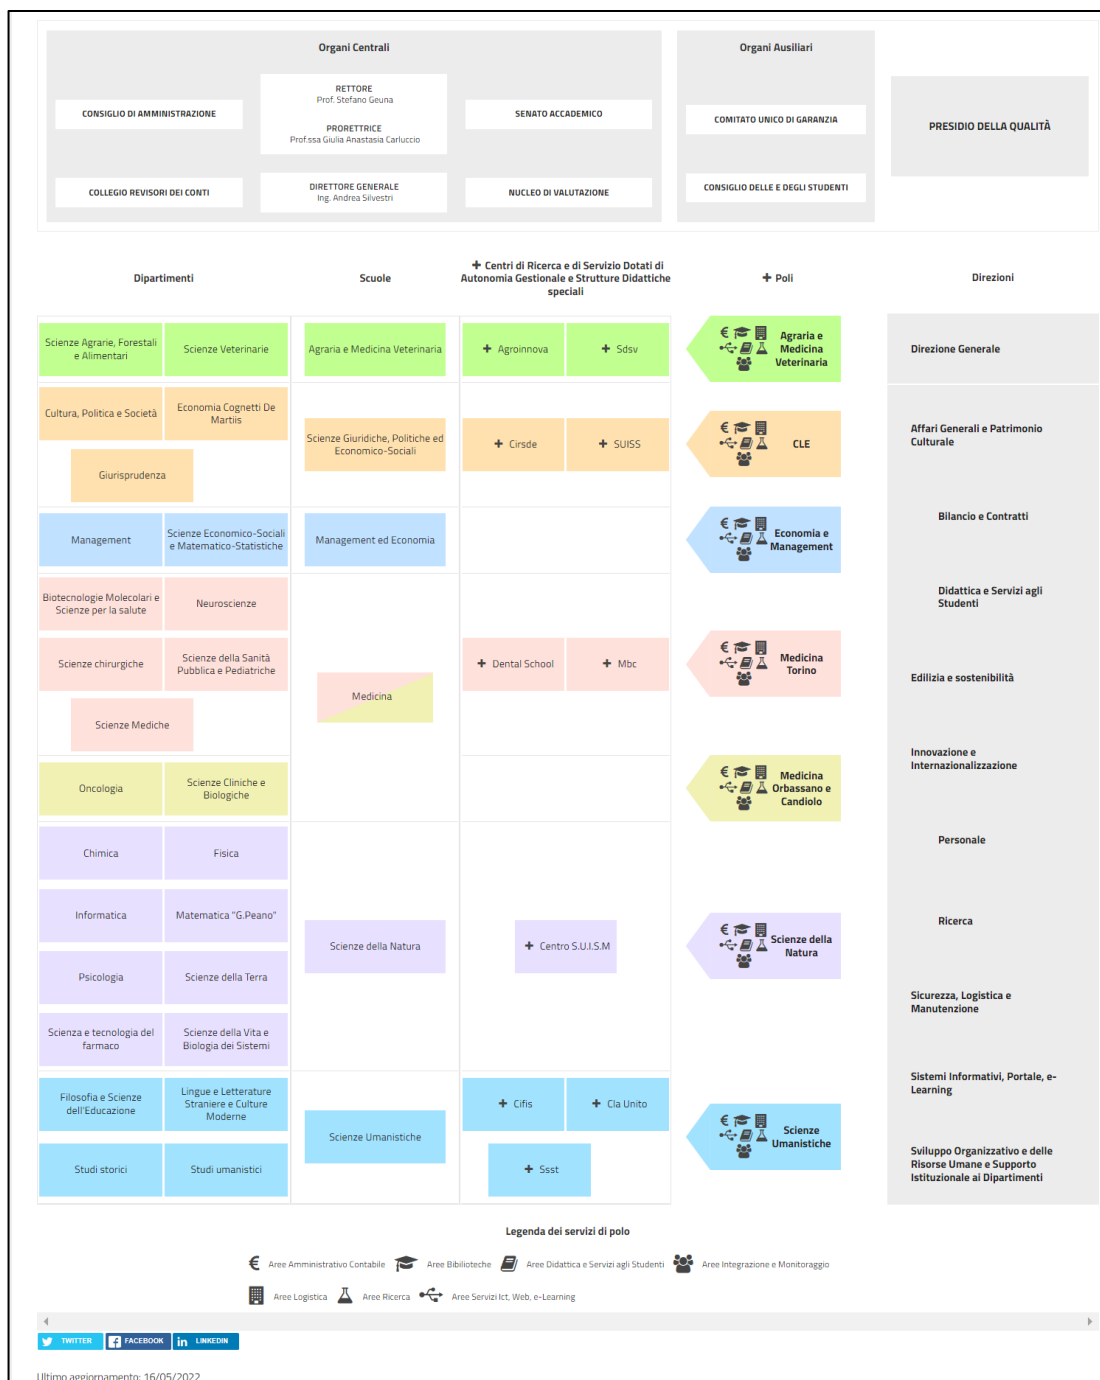 Organi Centrali
Organi Ausiliari
RETTORE
Prof. Stefano Geuna
CONSIGLIO DI AMMINISTRAZIONE
SENATO ACCADEMICO
PRORETTRICE
Prof.ssa Giulia Anastasia Carluccio
COMITATO UNICO DI GARANZIA
PRESIDIO DELLA QUALITÀ
COLLEGIO REVISORI DEI CONTI
DIRETTORE GENERALE
Ing. Andrea Silvestri
NUCLEO DI VALUTAZIONE
CONSIGLIO DELLE E DEGLI STUDENTI
Dipartimenti
Scuole
+ Centri di Ricerca e di Servizio Dotati di
Autonomia Gestionale e Strutture Didattiche
speciali
+ Poli
Direzioni
Scienze Agrarie, Forestali
e Alimentari
Scienze Veterinarie
Agraria e Medicina Veterinaria
+ Agroinnova
+ Sdsv
Agraria e
Medicina
Veterinaria
Direzione Generale
Cultura, Politica e Società
Economia Cognetti De
Martiis
Giurisprudenza
Scienze Giuridiche, Politiche ed
Economico-Sociali
+ Cirsde
+ SUISS
CLE
Affari Generali e Patrimonio
Culturale
Management
Scienze Economico-Sociali
e Matematico-Statistiche
Management ed Economia
Economia e
Management
Bilancio e Contratti
Biotecnologie Molecolari e
Scienze per la salute
Neuroscienze
Didattica e Servizi agli
Studenti
Scienze chirurgiche
Scienze della Sanità
Pubblica e Pediatriche
Scienze Mediche
Medicina
+ Dental School
+ Mbc
Medicina
Torino
Edilizia e sostenibilità
Innovazione e
Internazionalizzazione
Oncologia
Scienze Cliniche e
Biologiche
Medicina
Orbassano e
Candiolo
Chimica
Fisica
Personale
Informatica
Matematica "G.Peano"
Psicologia
Scienze della Terra
Scienza e tecnologia del
farmaco
Scienze della Vita e
Biologia dei Sistemi
Scienze della Natura
+ Centro S.U.I.S.M
Scienze della
Natura
Ricerca
Sicurezza, Logistica e
Manutenzione
Filosofia e Scienze
dell'Educazione
Lingue e Letterature
Straniere e Culture
Moderne
Studi storici
Studi umanistici
Scienze Umanistiche
+ Cifis
+ Cla Unito
+ Ssst
Scienze
Umanistiche
Sistemi Informativi, Portale, e-
Learning
Sviluppo Organizzativo e delle
Risorse Umane e Supporto
Istituzionale ai Dipartimenti
Legenda dei servizi di polo
€ Aree Amministrativo Contabile
Aree Bibilioteche
Aree Didattica e Servizi agli Studenti
Aree Integrazione e Monitoraggio
Aree Logistica
Aree Ricerca
Aree Servizi Ict, Web, e-Learning
TWITTER
FACEBOOK
LINKEDIN
Ultimo aggiornamento: 16/05/2022